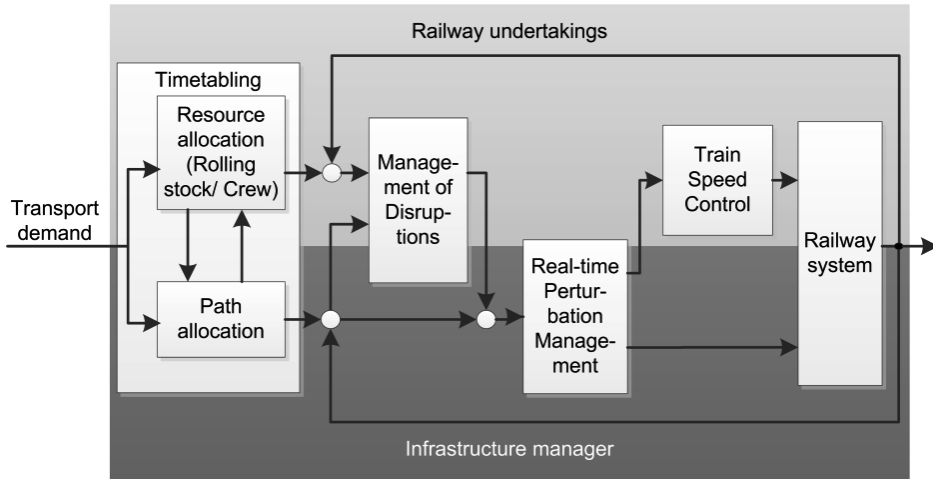 Railway undertakings
Timetabling
Resource
allocation
(Rolling
stock/ Crew)
Transport
demand
Path
allocation
Manage-
ment of
Disrup-
tions
Real-time
Pertur-
bation
Manage-
ment
Train
Speed
Control
Railway
system
Infrastructure manager